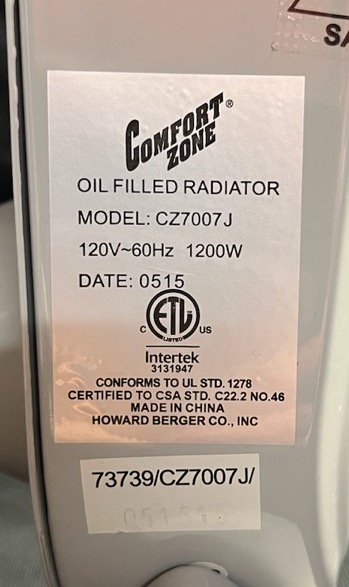 SA
COMFORT ®
ZONE
OIL FILLED RADIATOR
MODEL: CZ7007J
120V~60Hz 1200W
DATE: 0515
ETL
LISTED
C US
Intertek
3131947
CONFORMS TO UL STD. 1278
CERTIFIED TO CSA STD. C22.2 NO.46
MADE IN CHINA
HOWARD BERGER CO., INC
73739/CZ7007J/